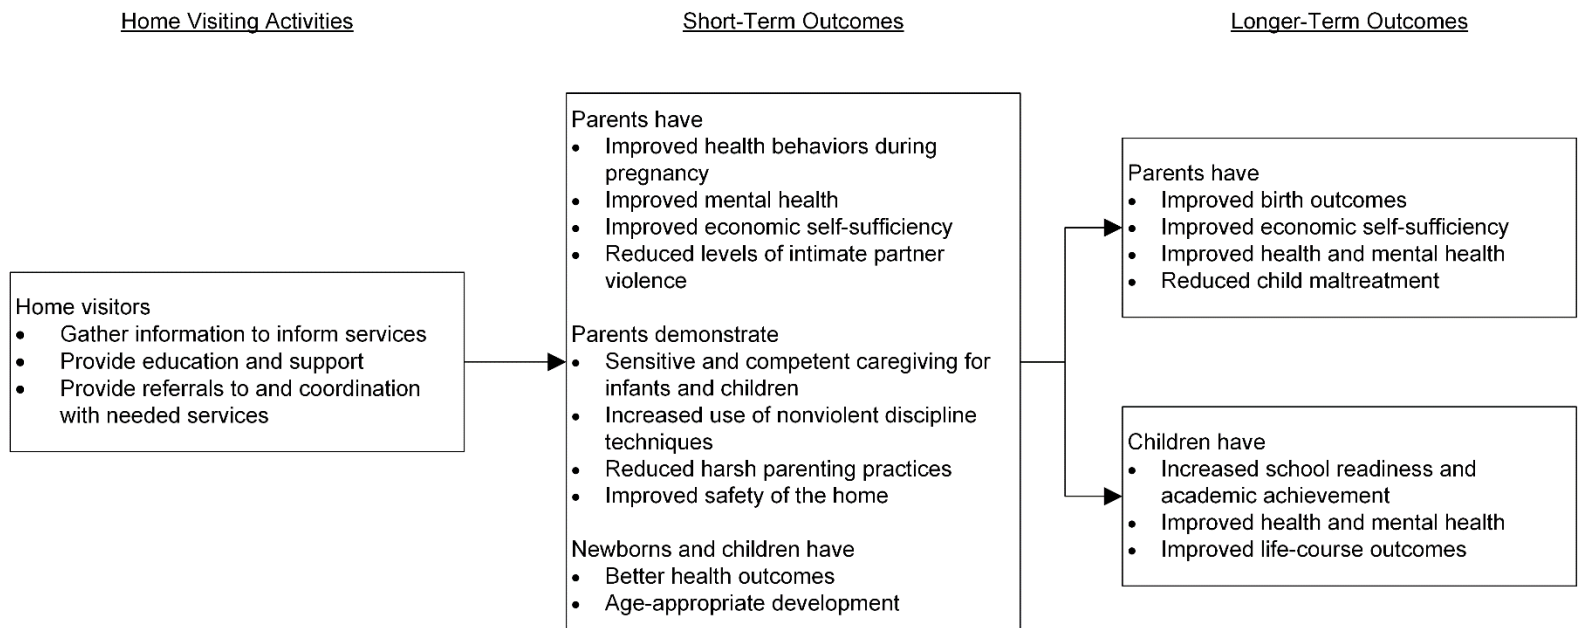 Home Visiting Activities
Short-Term Outcomes
Longer-Term Outcomes
Home visitors
• Gather information to inform services
• Provide education and support
• Provide referrals to and coordination
with needed services
Parents have
• Improved health behaviors during
pregnancy
• Improved mental health
• Improved economic self-sufficiency
• Reduced levels of intimate partner
violence
Parents demonstrate
• Sensitive and competent caregiving for
infants and children
• Increased use of nonviolent discipline
techniques
• Reduced harsh parenting practices
• Improved safety of the home
Newborns and children have
• Better health outcomes
• Age-appropriate development
Parents have
• Improved birth outcomes
• Improved economic self-sufficiency
• Improved health and mental health
• Reduced child maltreatment
Children have
• Increased school readiness and
academic achievement
• Improved health and mental health
• Improved life-course outcomes